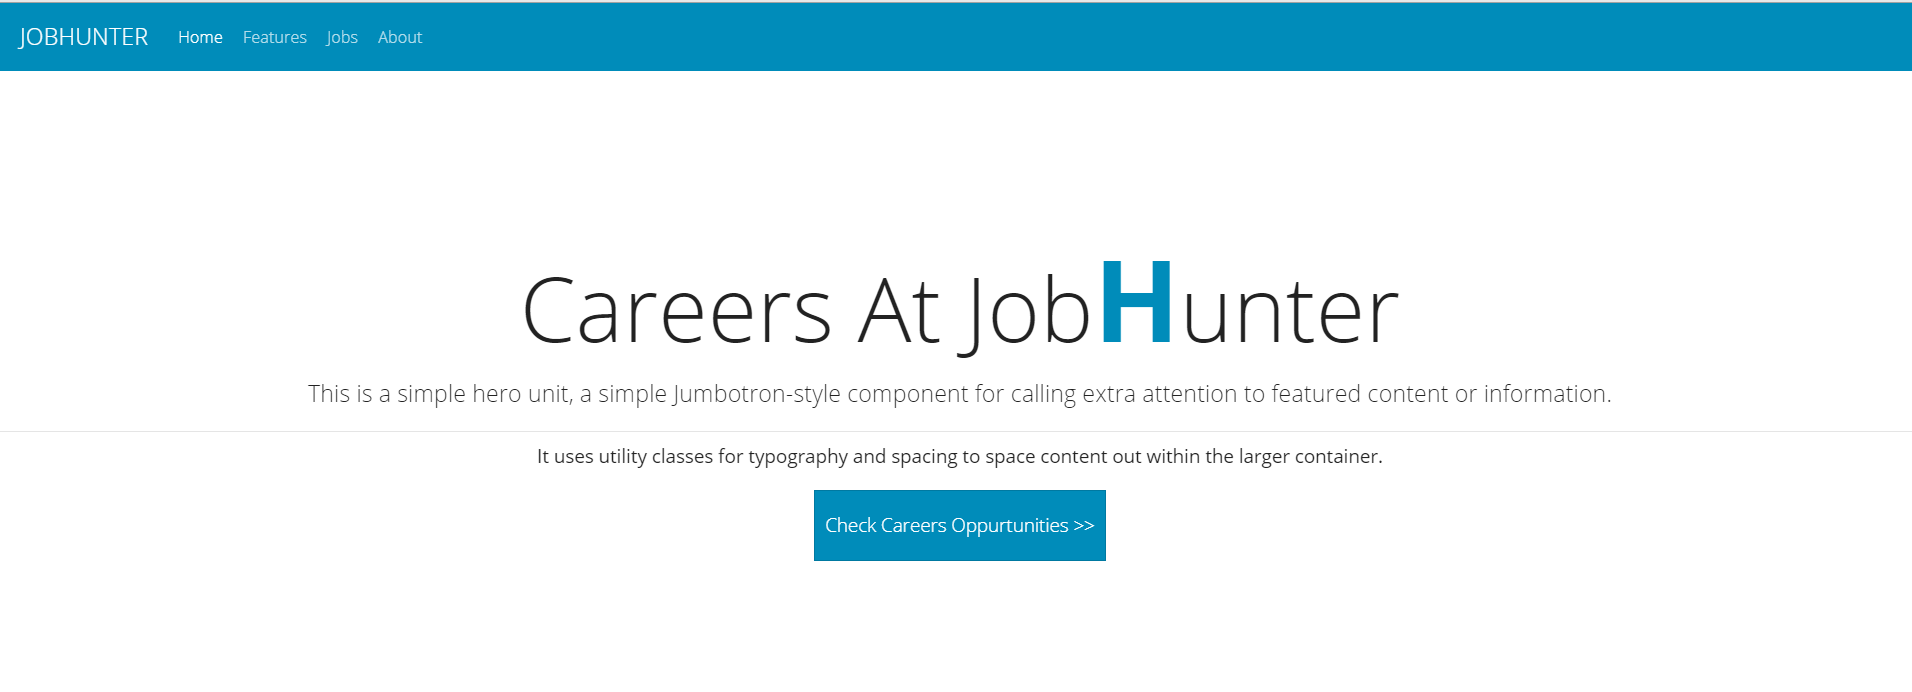 JOBHUNTER Home Features Jobs About
Careers At JobHunter
This is a simple hero unit, a simple Jumbotron-style component for calling extra attention to featured content or information.
It uses utility classes for typography and spacing to space content out within the larger container.
Check Careers Oppurtunities >>